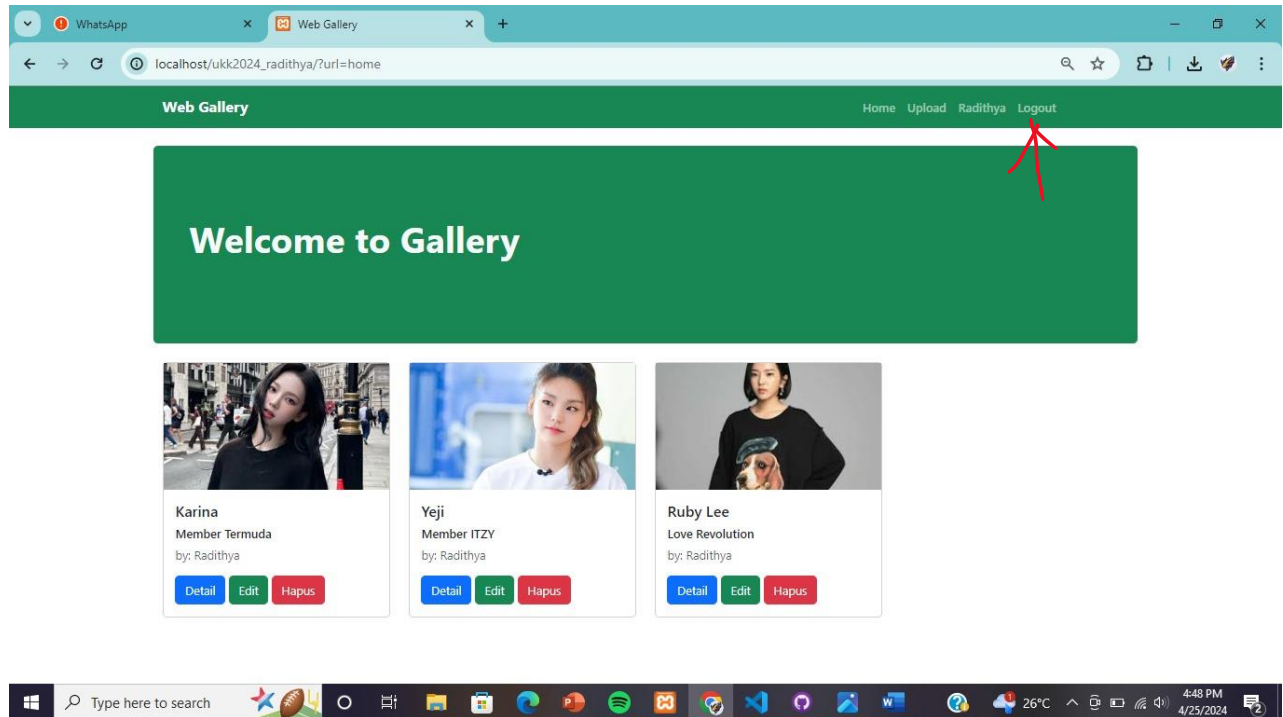 WhatsApp
Web Gallery
localhost/ukk2024_radithya/?url=home
Web Gallery
Home Upload Radithya Logout
Welcome to Gallery
Karina
Member Termuda
by: Radithya
Detail Edit Hapus
Yeji
Member ITZY
by: Radithya
Detail Edit Hapus
Ruby Lee
Love Revolution
by: Radithya
Detail Edit Hapus
Type here to search
26°C
4:48 PM
4/25/2024
2